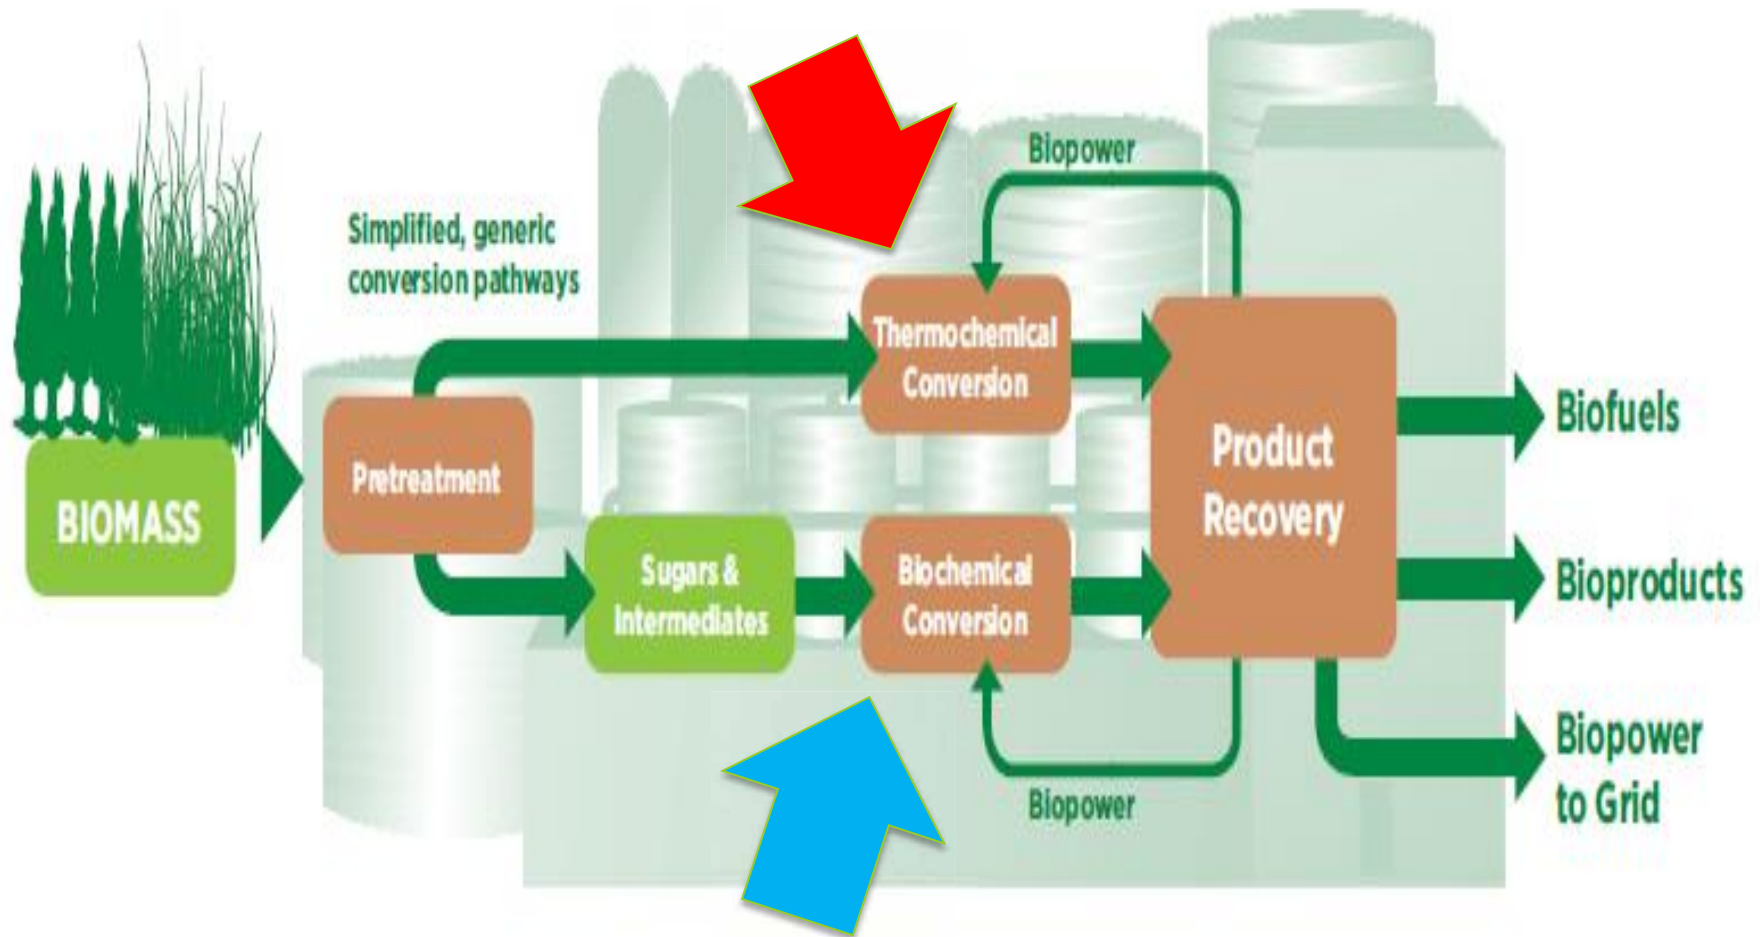 Biopower
Simplified, generic
conversion pathways
Thermochemical
Conversion
BIOMASS
Pretreatment
Sugars &
Intermediates
Biochemical
Conversion
Product
Recovery
Biofuels
Bioproducts
Biopower
to Grid
Biopower